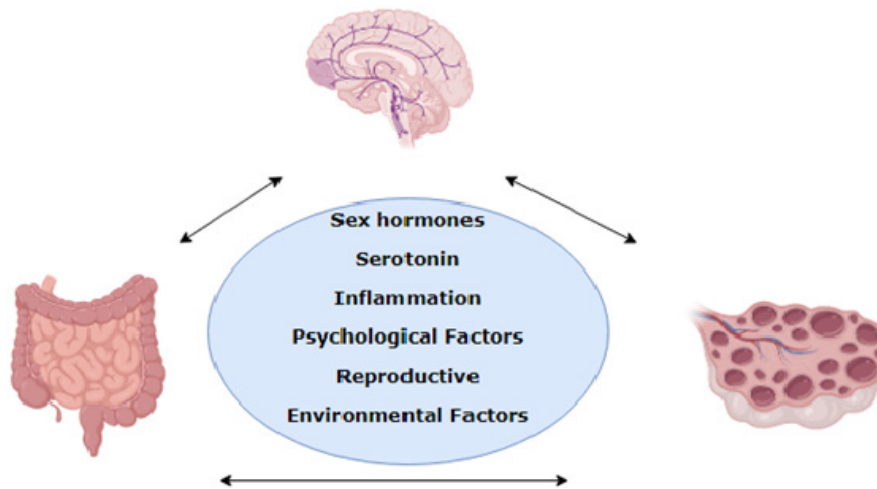 Sex hormones
Serotonin
Inflammation
Psychological Factors
Reproductive
Environmental Factors